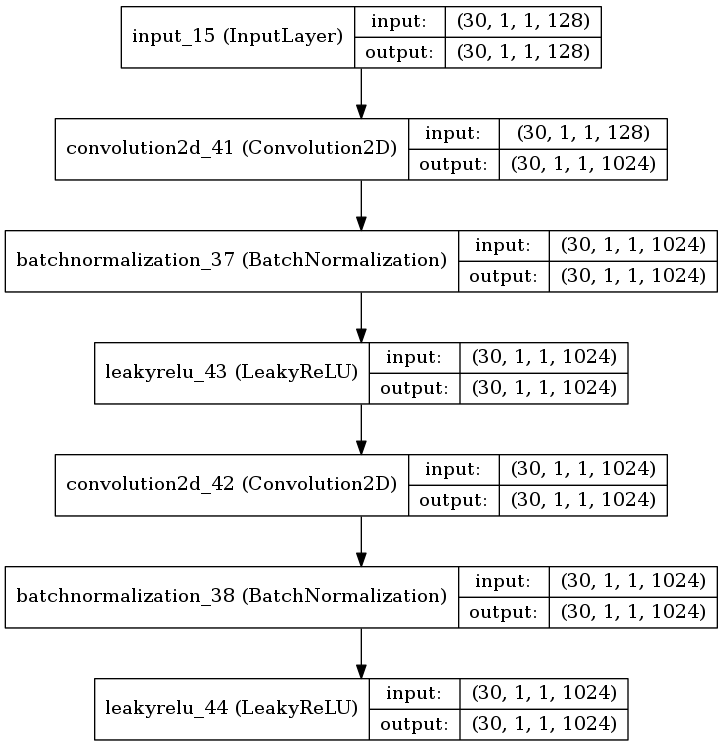 input_15 (InputLayer)
input: (30, 1, 1, 128)
output: (30, 1, 1, 128)
convolution2d_41 (Convolution2D)
input: (30, 1, 1, 128)
output: (30, 1, 1, 1024)
batchnormalization_37 (BatchNormalization)
input: (30, 1, 1, 1024)
output: (30, 1, 1, 1024)
leakyrelu_43 (LeakyReLU)
input: (30, 1, 1, 1024)
output: (30, 1, 1, 1024)
convolution2d_42 (Convolution2D)
input: (30, 1, 1, 1024)
output: (30, 1, 1, 1024)
batchnormalization_38 (BatchNormalization)
input: (30, 1, 1, 1024)
output: (30, 1, 1, 1024)
leakyrelu_44 (LeakyReLU)
input: (30, 1, 1, 1024)
output: (30, 1, 1, 1024)